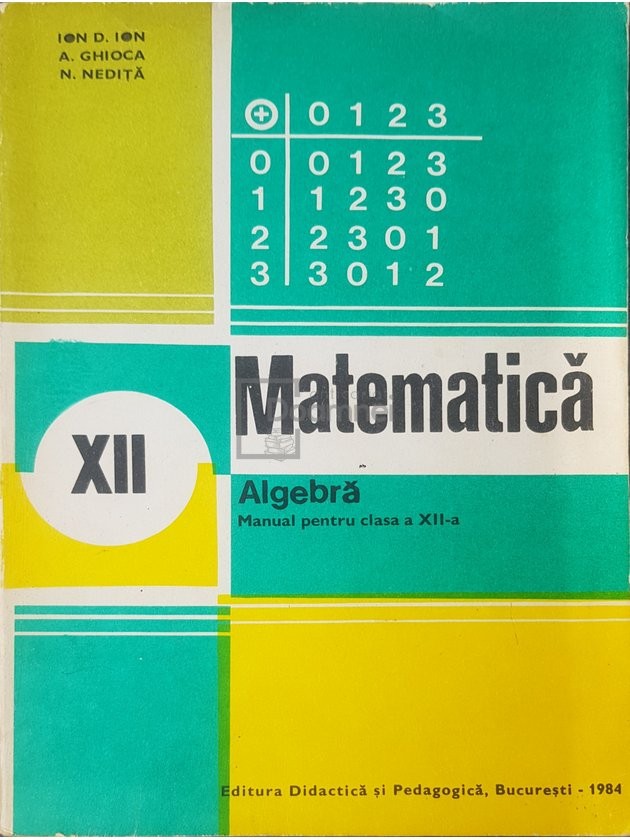 ION D. ION
A. GHIOCA
N. NEDIȚĂ
⊕ 0 1 2 3
0 0 1 2 3
1 1 2 3 0
2 2 3 0 1
3 3 0 1 2
Matematică
XII
Algebră
Manual pentru clasa a XII-a
Editura Didactică și Pedagogică, București - 1984